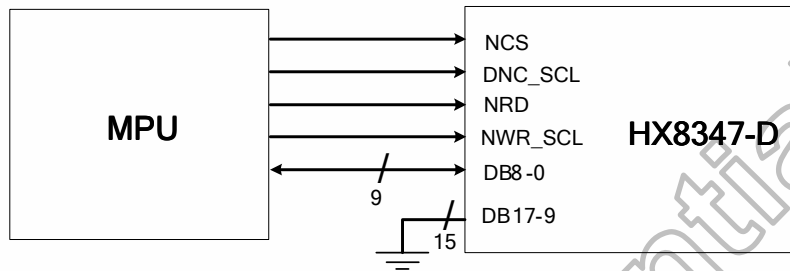 NCS
DNC_SCL
NRD
MPU
NWR_SCL
HX8347-D
DB8-0
9
DB17-9
15